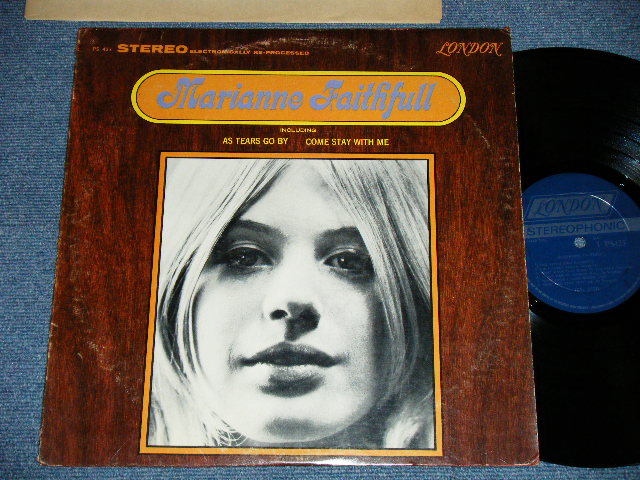 PS 423 STEREO ELECTRONICALLY RE-PROCESSED LONDON
Marianne Faithfull
INCLUDING
AS TEARS GO BY COME STAY WITH ME
LONDON
STEREOPHONIC